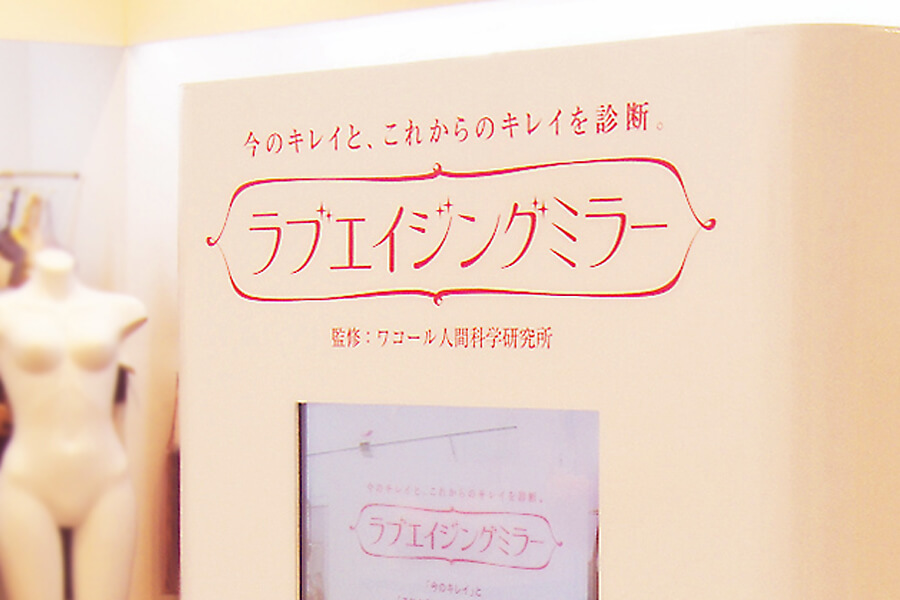 今のキレイと、これからのキレイを診断。
ラブエイジングミラー
監修：ワコール人間科学研究所
今のキレイと、これからのキレイを診断。
ラブエイジングミラー
「今のキレイ」と